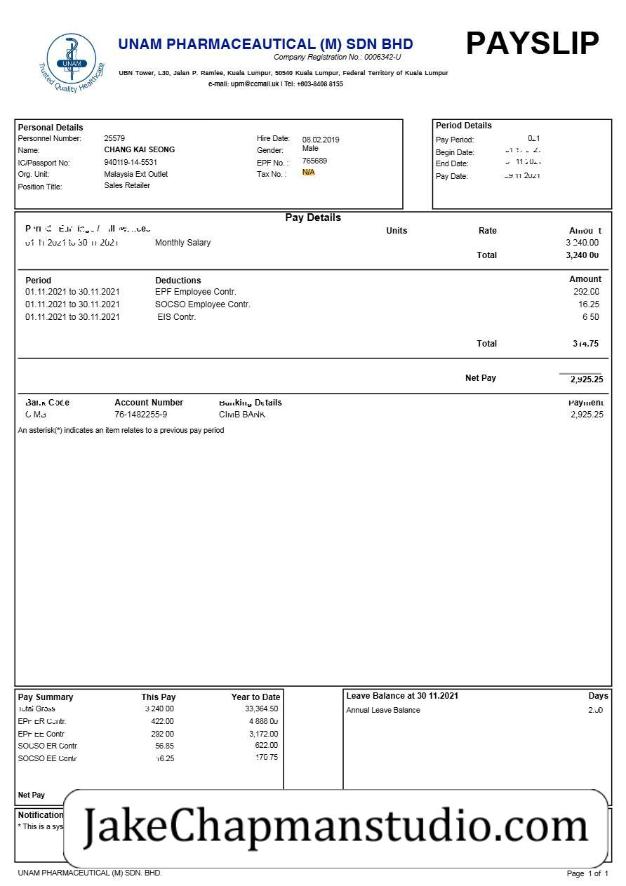 UNAM PHARMACEUTICAL (M) SDN BHD
PAYSLIP
Company Registration No.: 0006342-U
UNAM
Trusted Quality Healthcare
UBN Tower, L30, Jalan P. Ramlee, Kuala Lumpur, 50540 Kuala Lumpur, Federal Territory of Kuala Lumpur
e-mail: upm@ccmail.uk I Tel: +603-8408 8155
Personal Details
Personnel Number: 25579 Hire Date: 08.02.2019
Name: CHANG KAI SEONG Gender: Male
IC/Passport No: 940119-14-5531 EPF No. : 765689
Org. Unit: Malaysia Ext Outlet Tax No. : N/A
Position Title: Sales Retailer
Period Details
Pay Period:
Begin Date:
End Date:
Pay Date:
Pay Details
Units Rate Amount
01 11 2021 to 30 11 2021 Monthly Salary 3 240.00
Total 3,240 00
Period Deductions Amount
01.11.2021 to 30.11.2021 EPF Employee Contr. 292.00
01.11.2021 to 30.11.2021 SOCSO Employee Contr. 16.25
01.11.2021 to 30.11.2021 EIS Contr. 6 50
Total 314.75
Net Pay 2,925.25
Bank Code Account Number Banking Details Payment
76-1482255-9 CIMB BANK 2,925.25
An asterisk(*) indicates an item relates to a previous pay period
Pay Summary This Pay Year to Date
Total Gross 3 240 00 33,364.50
EPF ER Contr. 422.00 4 888 00
EPF EE Contr 292 00 3,172.00
SOCSO ER Contr 56.85 622.00
SOCSO EE Contr 16.25 170.75
Net Pay
Leave Balance at 30 11.2021 Days
Annual Leave Balance 2.00
Notification
* This is a sys
JakeChapmanstudio.com
UNAM PHARMACEUTICAL (M) SDN. BHD.
Page 1 of 1